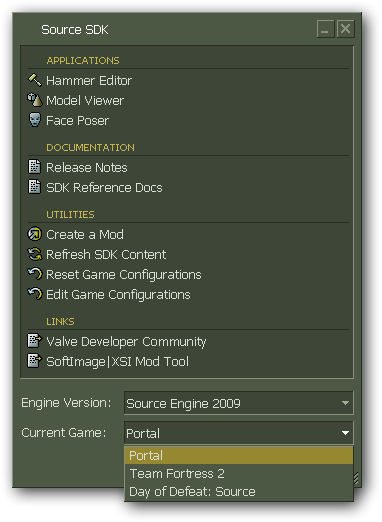 Source SDK
APPLICATIONS
Hammer Editor
Model Viewer
Face Poser
DOCUMENTATION
Release Notes
SDK Reference Docs
UTILITIES
Create a Mod
Refresh SDK Content
Reset Game Configurations
Edit Game Configurations
LINKS
Valve Developer Community
SoftImage|XSI Mod Tool
Engine Version: Source Engine 2009
Current Game: Portal
Portal
Team Fortress 2
Day of Defeat: Source